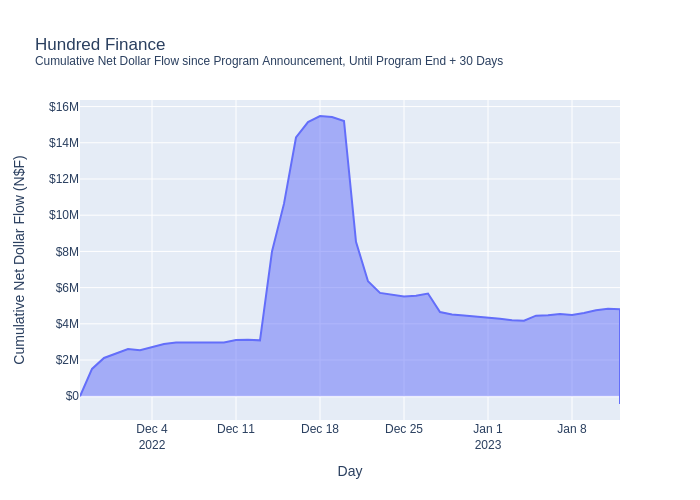 Hundred Finance
Cumulative Net Dollar Flow since Program Announcement, Until Program End + 30 Days
Cumulative Net Dollar Flow (N$F)
$16M
$14M
$12M
$10M
$8M
$6M
$4M
$2M
$0
Dec 4
2022
Dec 11
Dec 18
Dec 25
Jan 1
2023
Jan 8
Day